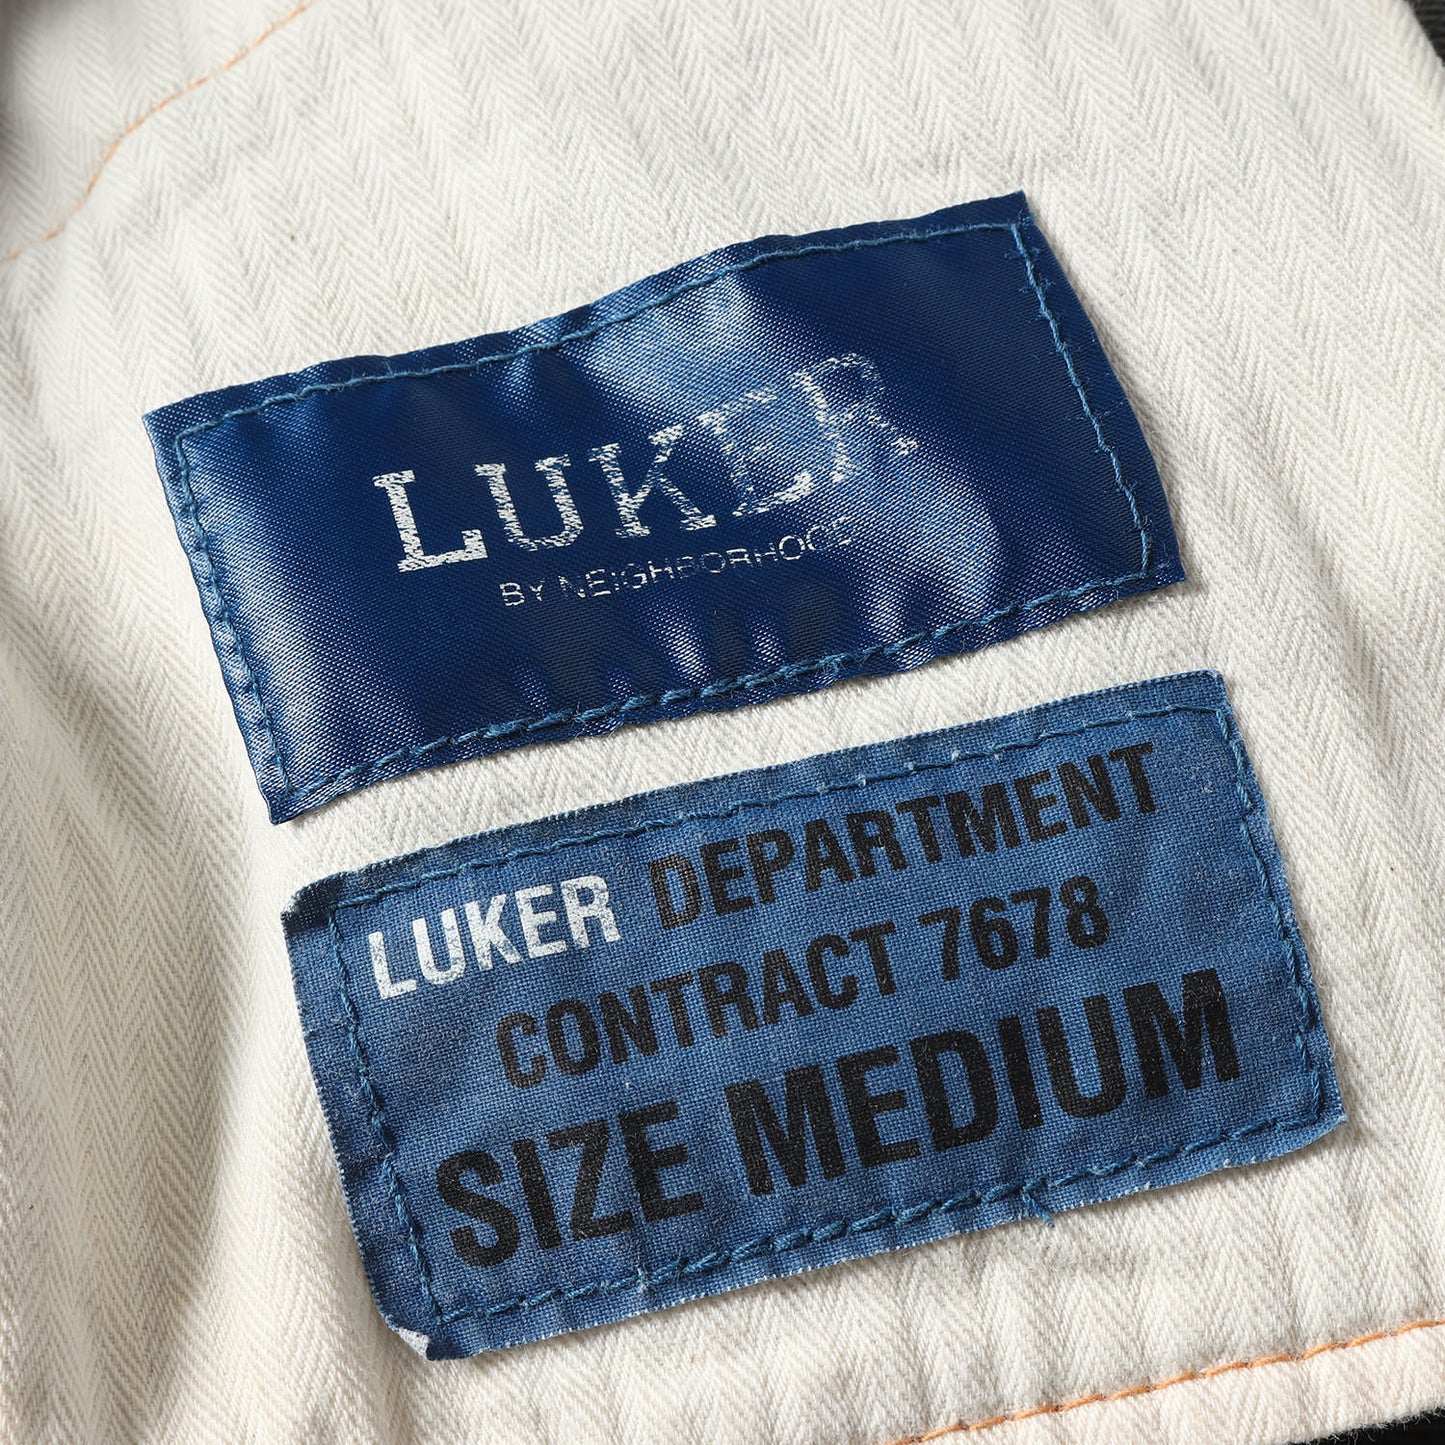 LUKER
BY NEIGHBORHOOD
LUKER DEPARTMENT
CONTRACT 7678
SIZE MEDIUM